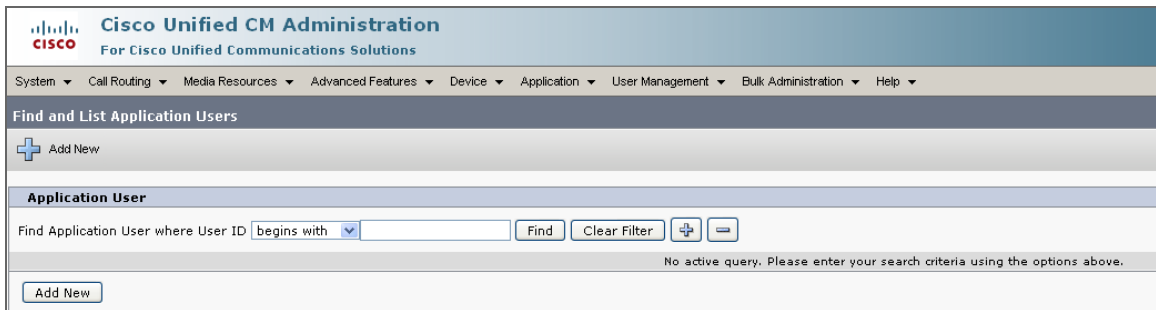 CISCO
Cisco Unified CM Administration
For Cisco Unified Communications Solutions
System Call Routing Media Resources Advanced Features Device Application User Management Bulk Administration Help
Find and List Application Users
Add New
Application User
Find Application User where User ID begins with Find Clear Filter
No active query. Please enter your search criteria using the options above.
Add New